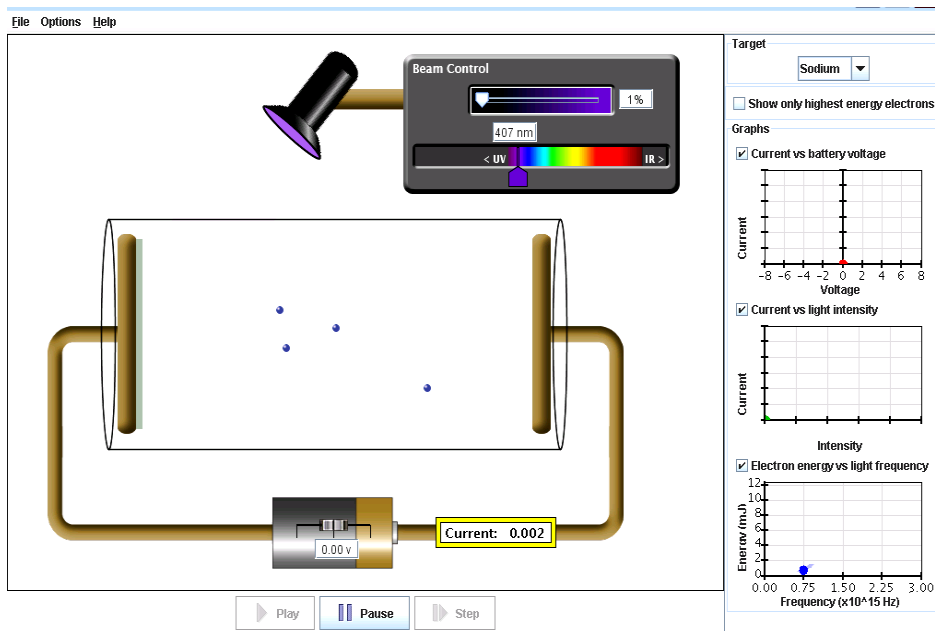 File Options Help
Beam Control
1%
407 nm
< UV IR >
0.00 v
Current: 0.002
Play Pause Step
Target
Sodium
Show only highest energy electrons
Graphs
Current vs battery voltage
Current
-8 -6 -4 -2 0 2 4 6 8
Voltage
Current vs light intensity
Current
Intensity
Electron energy vs light frequency
Energy (mJ)
12
10
8
6
4
2
0
0.00 0.75 1.50 2.25 3.00
Frequency (x10^15 Hz)